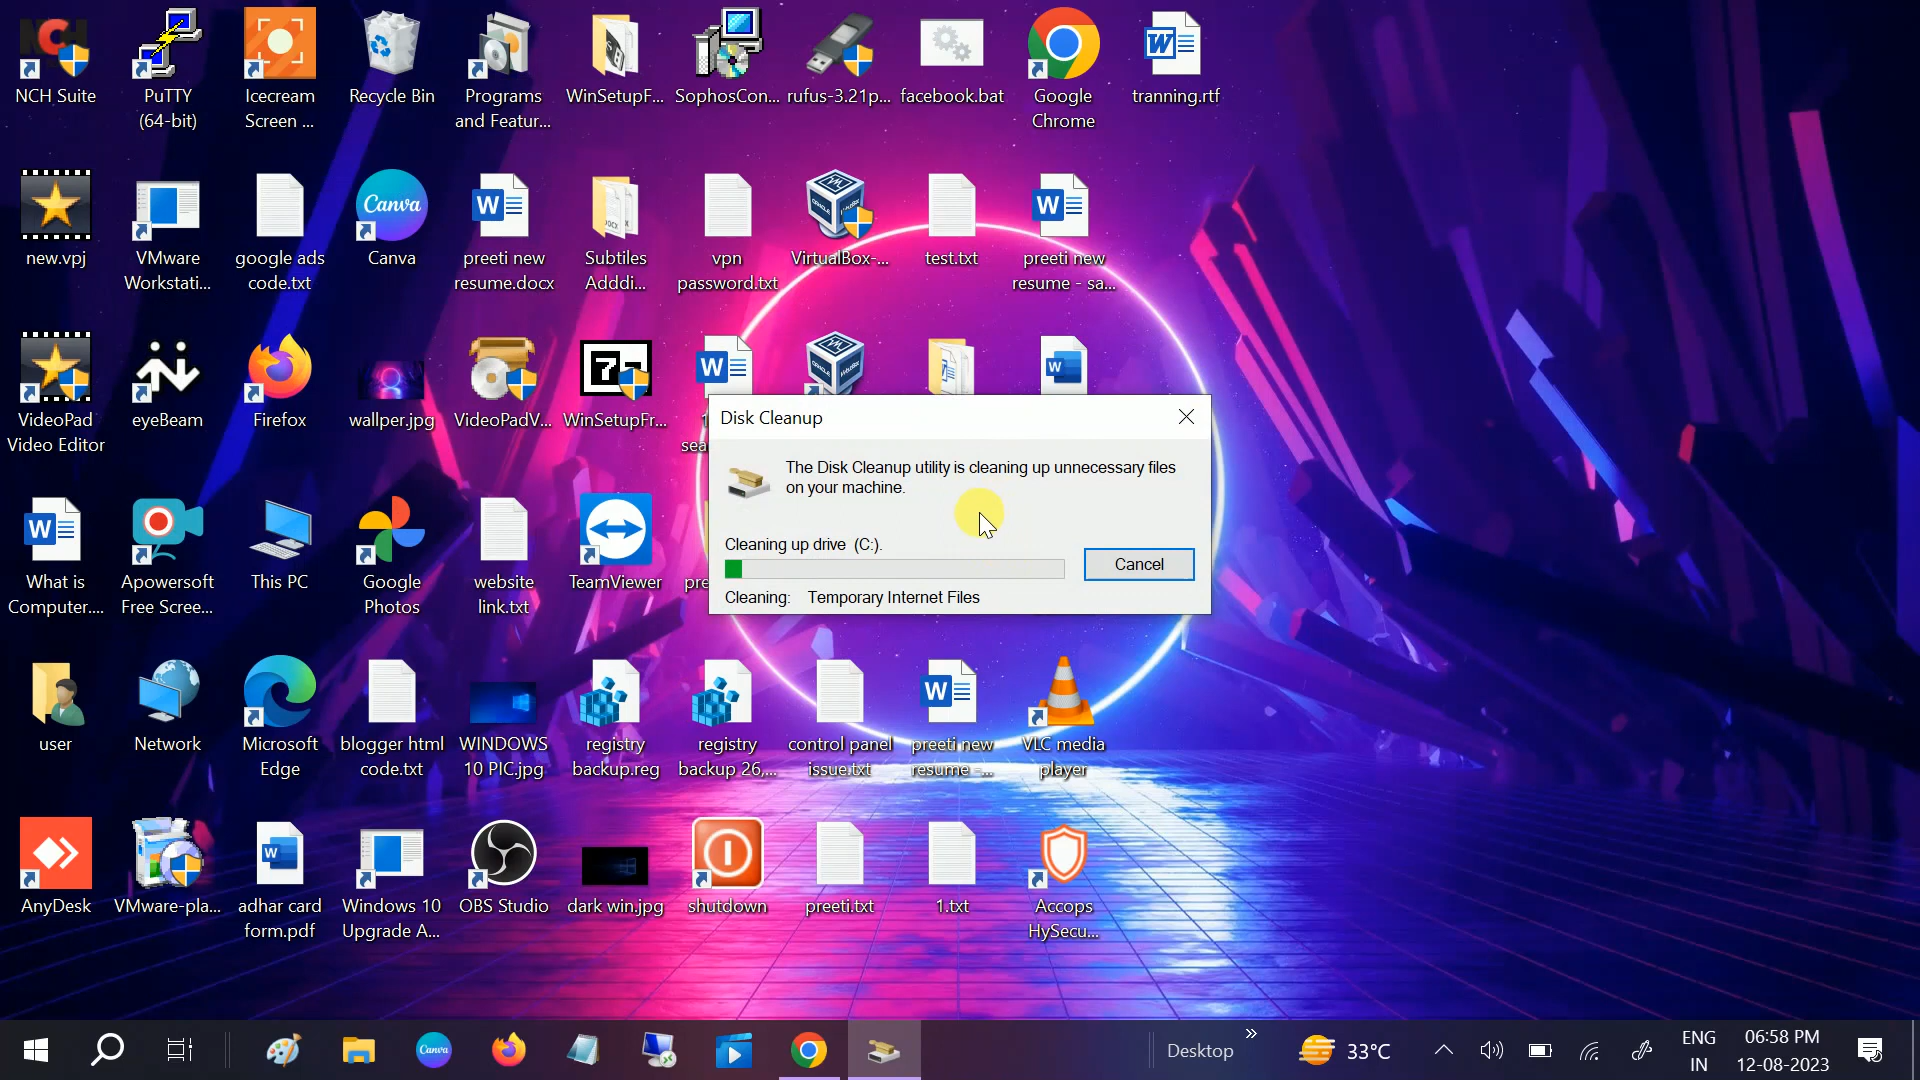 NCH Suite
PuTTY
(64-bit)
Icecream
Screen ...
Recycle Bin
Programs
and Featur...
WinSetupF...
SophosCon...
rufus-3.21p...
facebook.bat
Google
Chrome
tranning.rtf
new.vpj
VMware
Workstati...
google ads
code.txt
Canva
Canva
preeti new
resume.docx
Subtiles
Adddi...
vpn
password.txt
VirtualBox-...
test.txt
preeti new
resume - sa...
VideoPad
Video Editor
eyeBeam
Firefox
wallper.jpg
VideoPadV...
WinSetupFr...
Disk Cleanup
The Disk Cleanup utility is cleaning up unnecessary files
on your machine.
Cleaning up drive (C:).
Cancel
Cleaning: Temporary Internet Files
What is
Computer....
Apowersoft
Free Scree...
This PC
Google
Photos
website
link.txt
TeamViewer
user
Network
Microsoft
Edge
blogger html
code.txt
WINDOWS
10 PIC.jpg
registry
backup.reg
registry
backup 26,...
control panel
issue.txt
preeti new
resume -...
VLC media
player
AnyDesk
VMware-pla...
adhar card
form.pdf
Windows 10
Upgrade A...
OBS Studio
dark win.jpg
shutdown
preeti.txt
1.txt
Accops
HySecu...
Canva
Desktop
33°C
ENG
IN
06:58 PM
12-08-2023